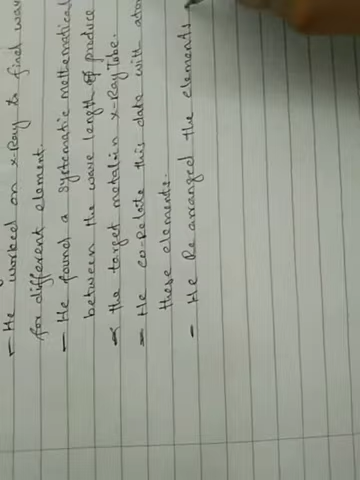 - He worked on x-Ray to find wav
for different element.
- He found a systematic mathematical
between the wave length of produce
- the target metal in x-Ray Tube.
- He co-Relate this data with atom
these elements.
- He Re arranged the elements